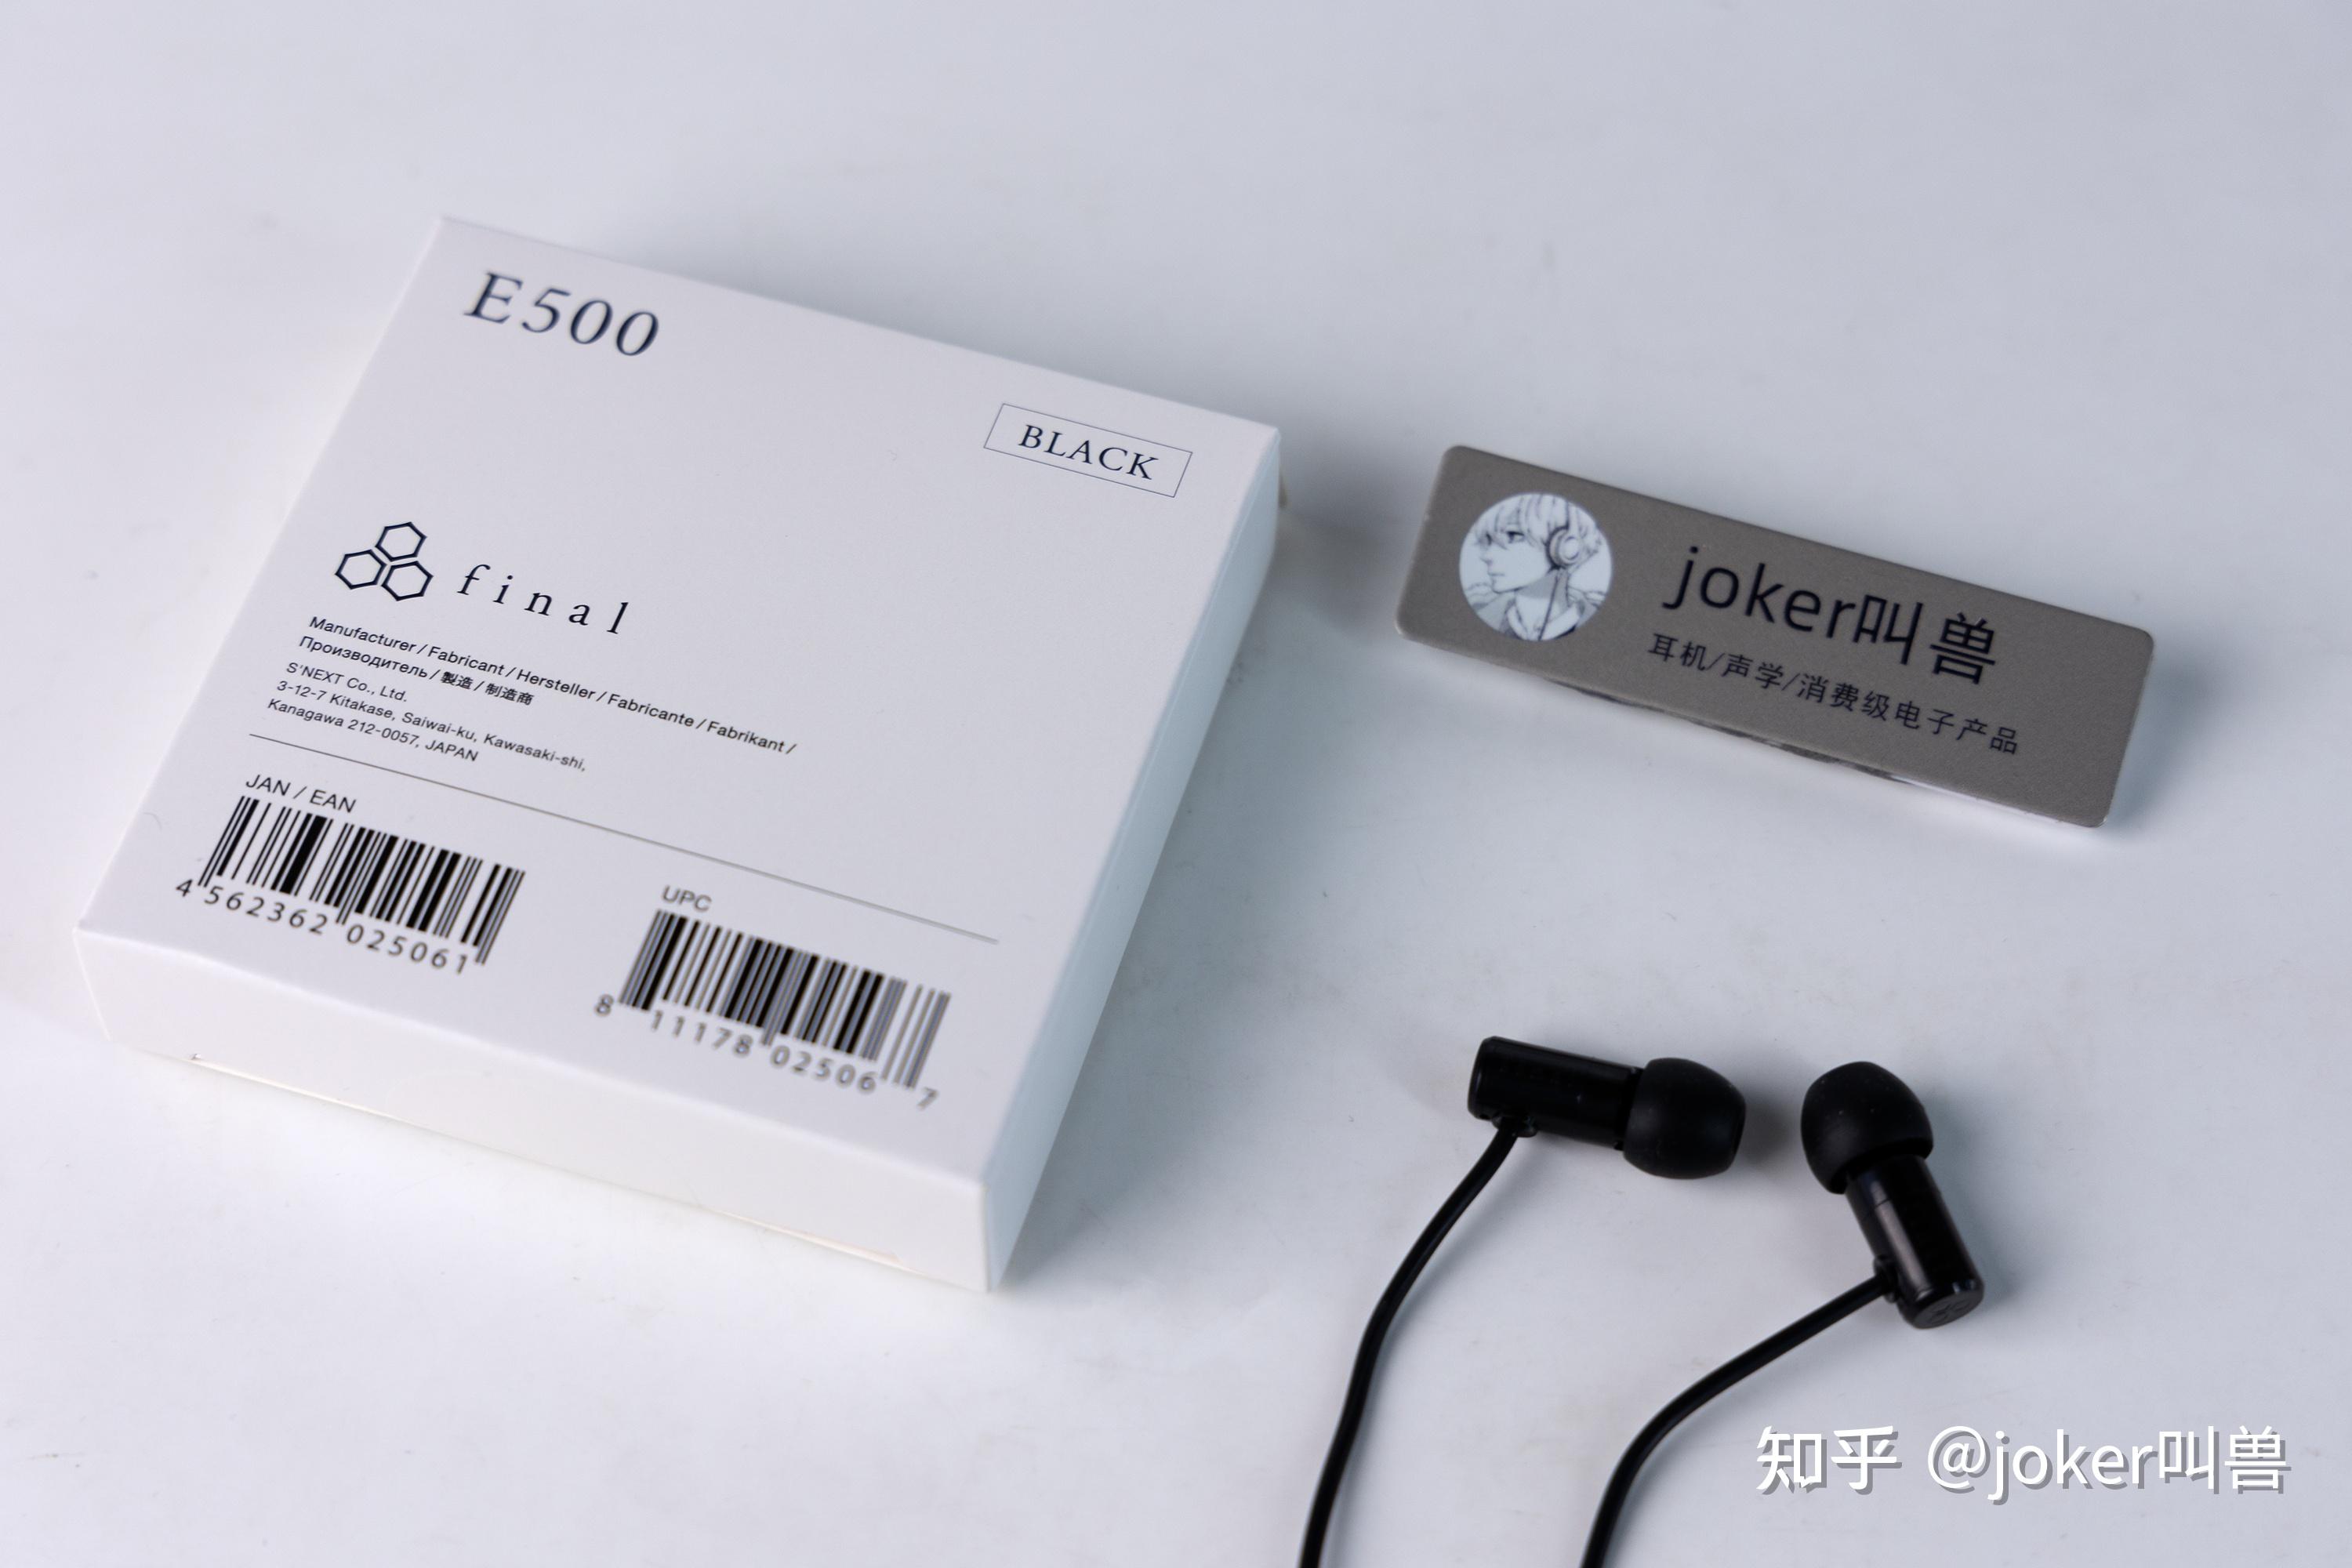 E500
BLACK
final
Manufacturer / Fabricant / Hersteller / Fabricante / Fabrikant /
Производитель / 製造 / 制造商
S'NEXT Co., Ltd.
3-12-7 Kitakase, Saiwai-ku, Kawasaki-shi,
Kanagawa 212-0057, JAPAN
JAN / EAN
4 562362 025061
UPC
8 11178 02506 7
joker叫兽
耳机/声学/消费级电子产品
知乎 @joker叫兽